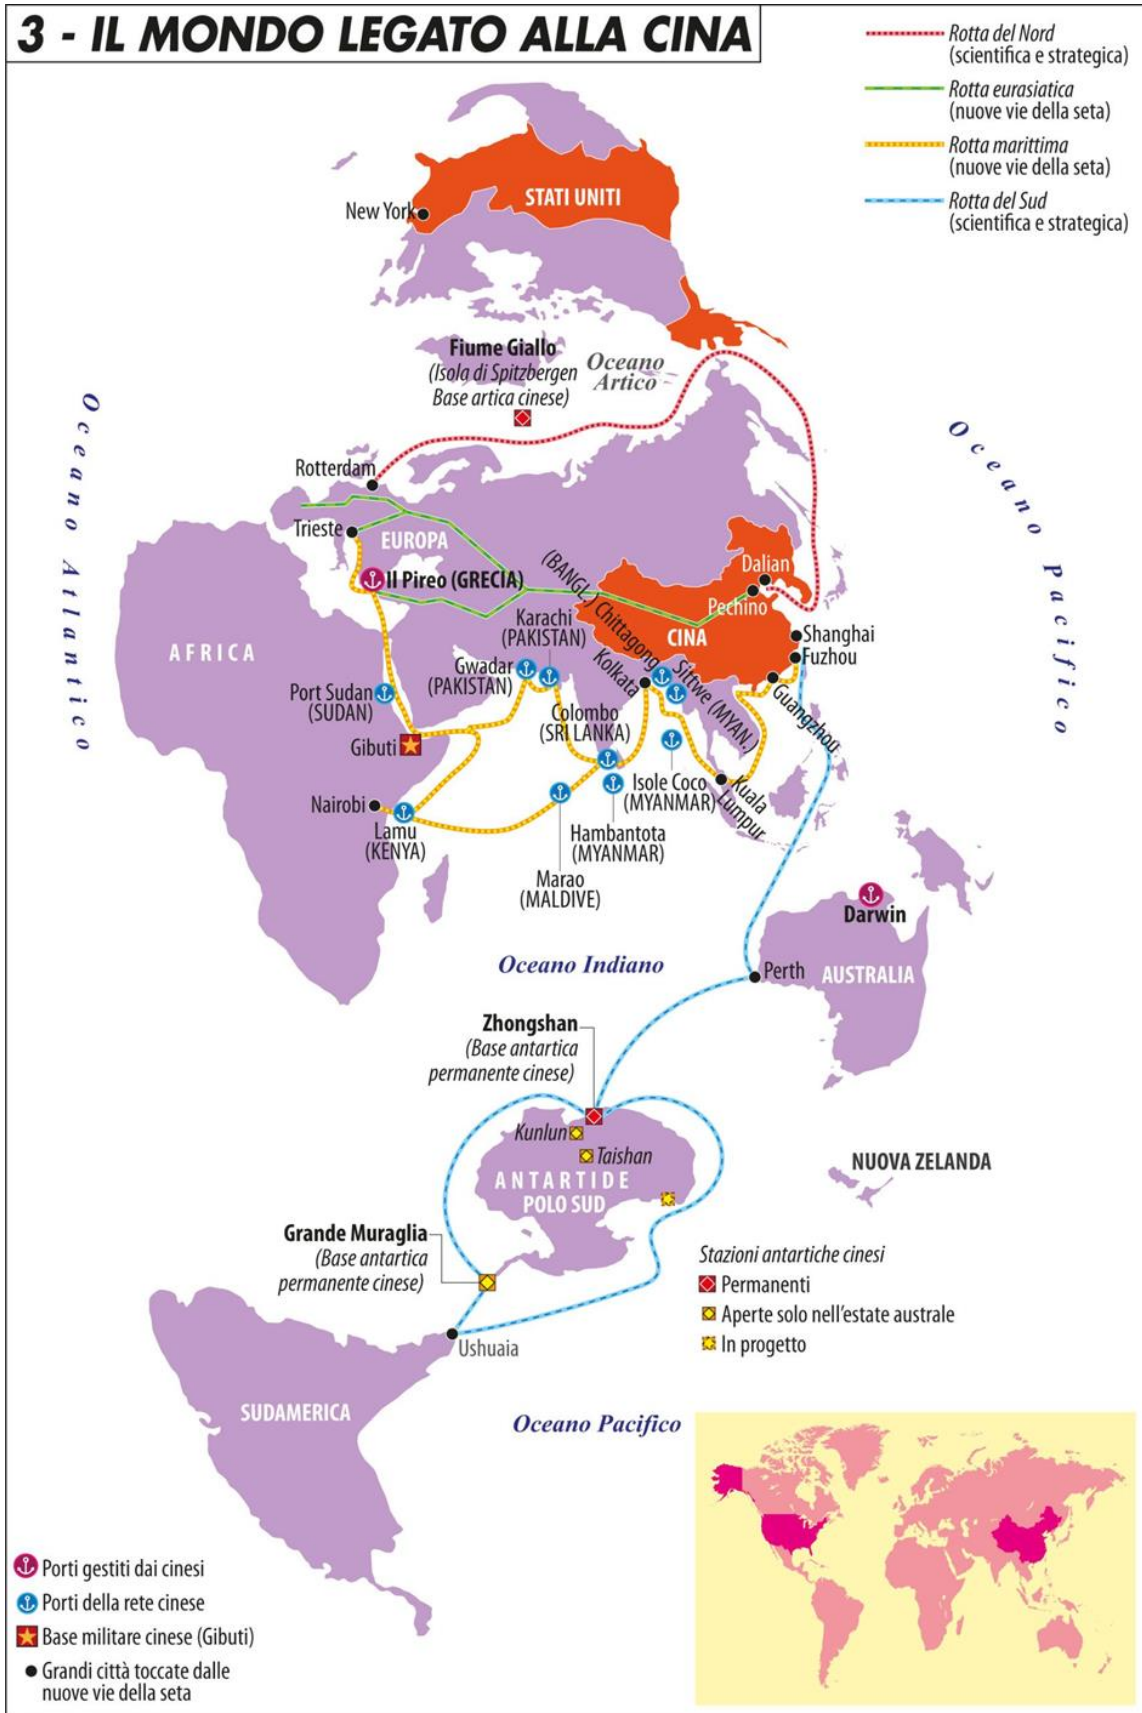 3 - IL MONDO LEGATO ALLA CINA
Rotta del Nord
(scientifica e strategica)
Rotta eurasiatica
(nuove vie della seta)
Rotta marittima
(nuove vie della seta)
Rotta del Sud
(scientifica e strategica)
STATI UNITI
New York
Fiume Giallo
(Isola di Spitzbergen
Base artica cinese)
Oceano
Artico
Oceano Atlantico
Oceano Pacifico
Rotterdam
Trieste
EUROPA
Il Pireo (GRECIA)
(BANGL.) Chittagong
Dalian
Pechino
CINA
Shanghai
Fuzhou
Guangzhou
Karachi
(PAKISTAN)
Gwadar
(PAKISTAN)
Kolkata
Sittwe (MYAN.)
AFRICA
Port Sudan
(SUDAN)
Gibuti
Colombo
(SRI LANKA)
Isole Coco
(MYANMAR)
Kuala
Lumpur
Nairobi
Lamu
(KENYA)
Hambantota
(MYANMAR)
Marao
(MALDIVE)
Darwin
Oceano Indiano
Perth
AUSTRALIA
Zhongshan
(Base antartica
permanente cinese)
Kunlun
Taishan
ANTARTIDE
POLO SUD
NUOVA ZELANDA
Grande Muraglia
(Base antartica
permanente cinese)
Stazioni antartiche cinesi
Permanenti
Aperte solo nell'estate australe
In progetto
Ushuaia
SUDAMERICA
Oceano Pacifico
Porti gestiti dai cinesi
Porti della rete cinese
Base militare cinese (Gibuti)
Grandi città toccate dalle
nuove vie della seta